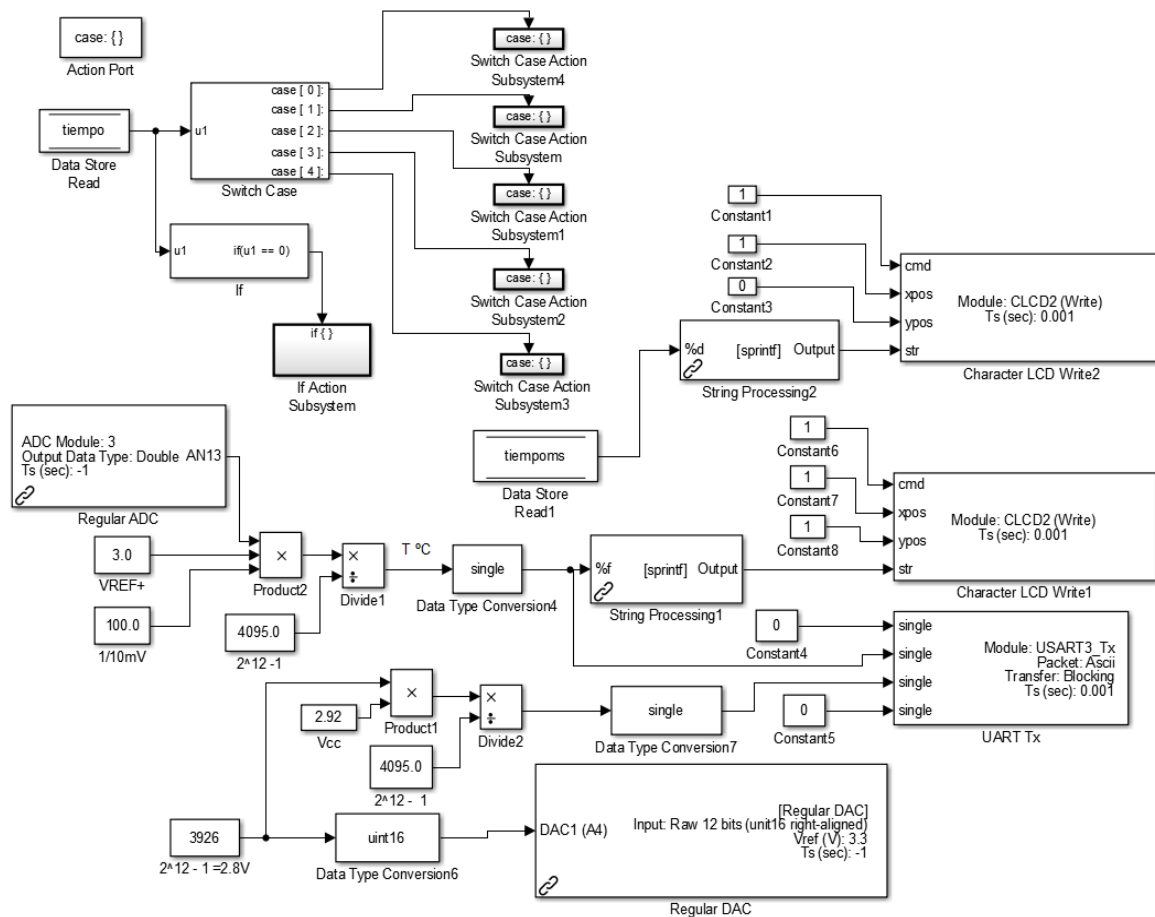 case: { }
Action Port
tiempo
Data Store
Read
u1
case [ 0 ]:
case [ 1 ]:
case [ 2 ]:
case [ 3 ]:
case [ 4 ]:
Switch Case
case: { }
Switch Case Action
Subsystem4
case: { }
Switch Case Action
Subsystem
case: { }
Switch Case Action
Subsystem1
case: { }
Switch Case Action
Subsystem2
case: { }
Switch Case Action
Subsystem3
u1
if(u1 == 0)
If
if { }
If Action
Subsystem
1
Constant1
1
Constant2
0
Constant3
%d
[sprintf]
Output
String Processing2
cmd
xpos
ypos
str
Module: CLCD2 (Write)
Ts (sec): 0.001
Character LCD Write2
tiempoms
Data Store
Read1
ADC Module: 3
Output Data Type: Double
Ts (sec): -1
AN13
Regular ADC
3.0
VREF+
100.0
1/10mV
×
Product2
4095.0
2^12 -1
×
÷
Divide1
T ºC
single
Data Type Conversion4
%f
[sprintf]
Output
String Processing1
1
Constant6
1
Constant7
1
Constant8
cmd
xpos
ypos
str
Module: CLCD2 (Write)
Ts (sec): 0.001
Character LCD Write1
0
Constant4
0
Constant5
single
single
single
single
Module: USART3_Tx
Packet: Ascii
Transfer: Blocking
Ts (sec): 0.001
UART Tx
2.92
Vcc
×
Product1
4095.0
2^12 - 1
×
÷
Divide2
single
Data Type Conversion7
3926
2^12 - 1 =2.8V
uint16
Data Type Conversion6
DAC1 (A4)
[Regular DAC]
Input: Raw 12 bits (unit16 right-aligned)
Vref (V): 3.3
Ts (sec): -1
Regular DAC